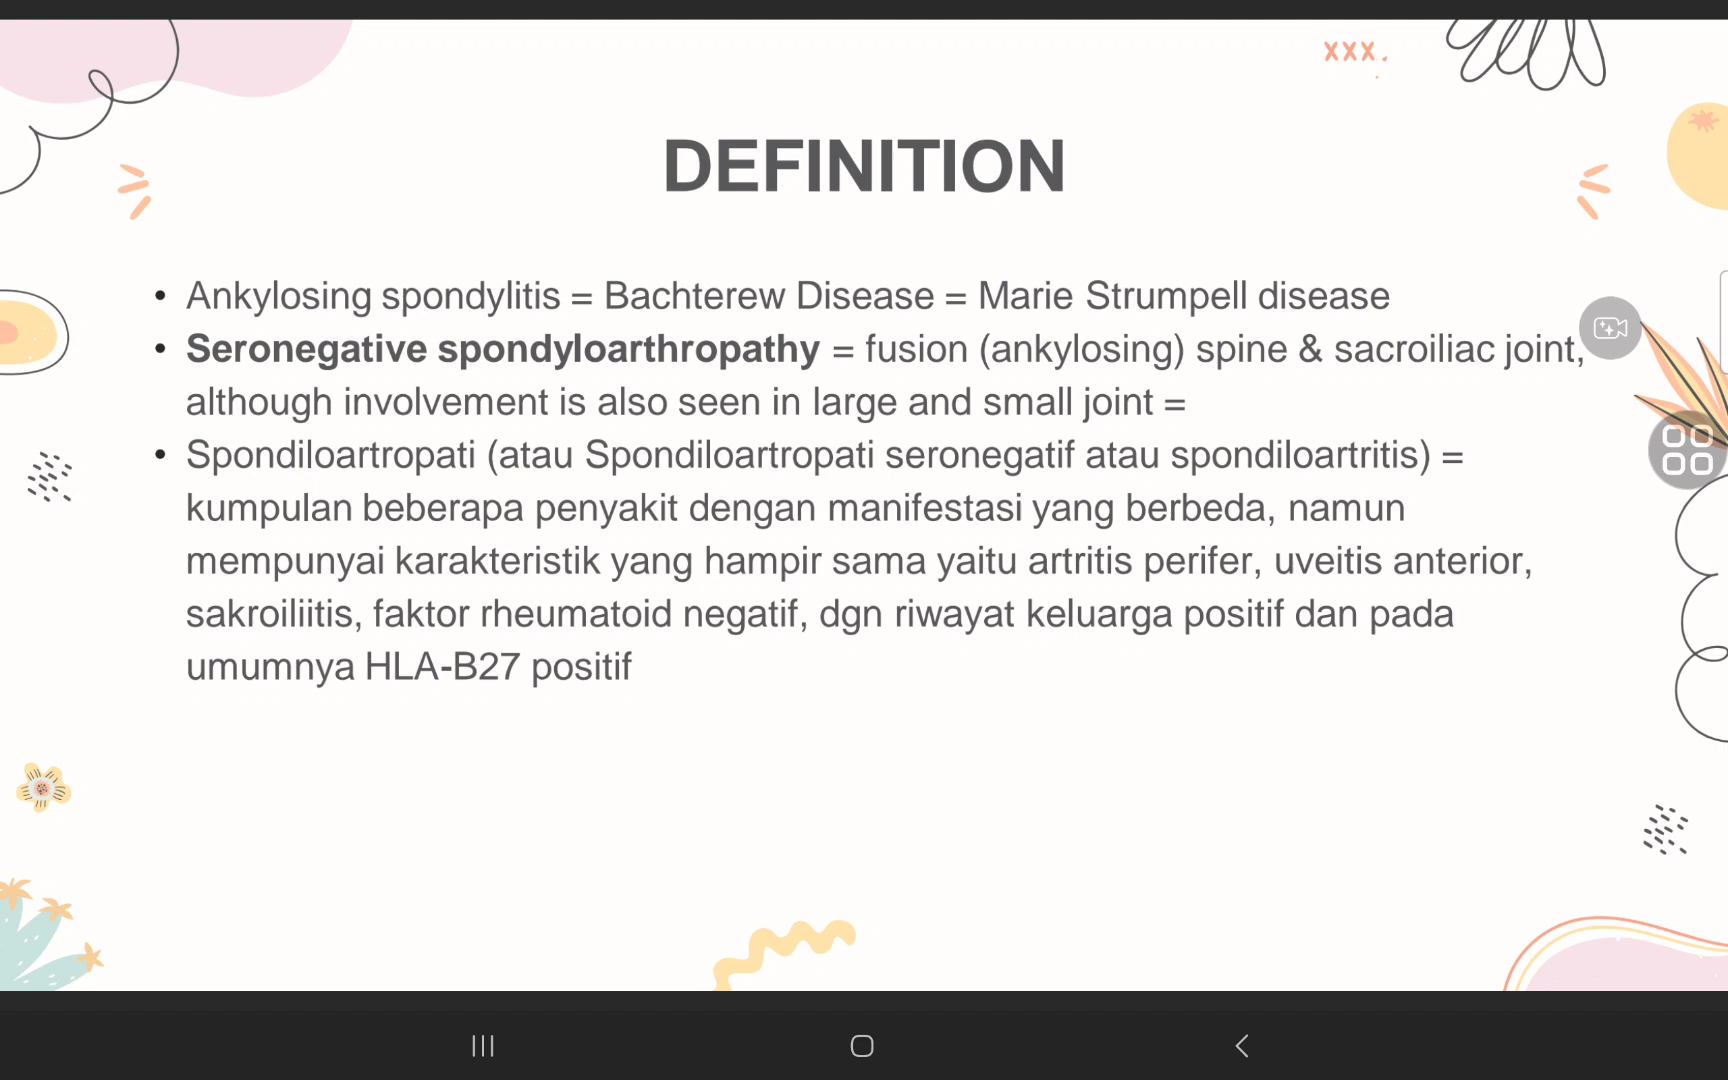 XXX.
DEFINITION
• Ankylosing spondylitis = Bachterew Disease = Marie Strumpell disease
• Seronegative spondyloarthropathy = fusion (ankylosing) spine & sacroiliac joint,
although involvement is also seen in large and small joint =
• Spondiloartropati (atau Spondiloartropati seronegatif atau spondiloartritis) =
kumpulan beberapa penyakit dengan manifestasi yang berbeda, namun
mempunyai karakteristik yang hampir sama yaitu artritis perifer, uveitis anterior,
sakroiliitis, faktor rheumatoid negatif, dgn riwayat keluarga positif dan pada
umumnya HLA-B27 positif